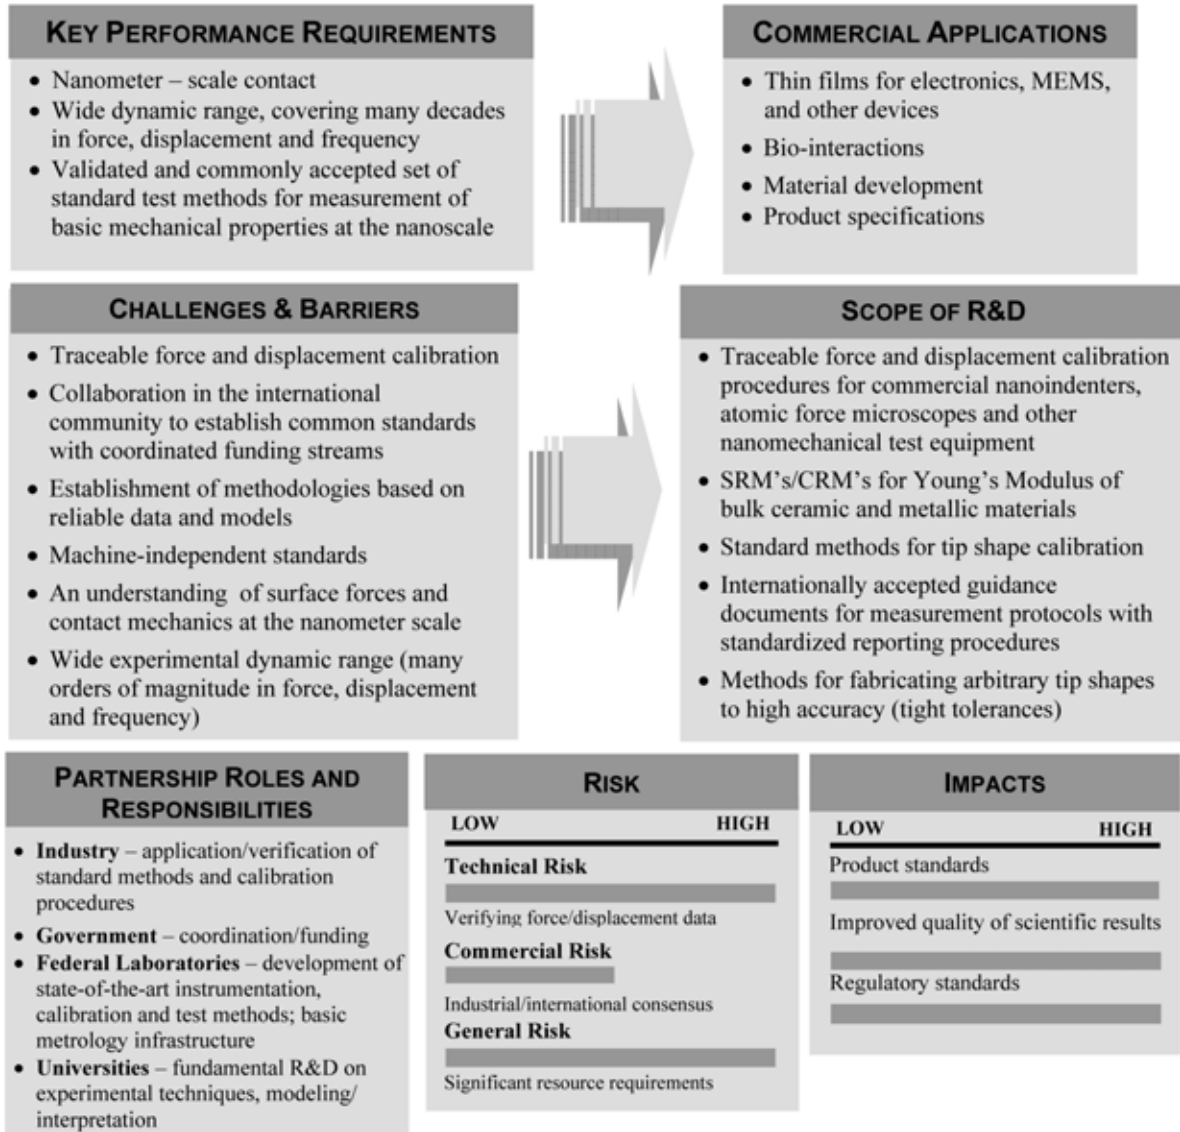 KEY PERFORMANCE REQUIREMENTS
• Nanometer – scale contact
• Wide dynamic range, covering many decades
in force, displacement and frequency
• Validated and commonly accepted set of
standard test methods for measurement of
basic mechanical properties at the nanoscale
COMMERCIAL APPLICATIONS
• Thin films for electronics, MEMS,
and other devices
• Bio-interactions
• Material development
• Product specifications
CHALLENGES & BARRIERS
• Traceable force and displacement calibration
• Collaboration in the international
community to establish common standards
with coordinated funding streams
• Establishment of methodologies based on
reliable data and models
• Machine-independent standards
• An understanding of surface forces and
contact mechanics at the nanometer scale
• Wide experimental dynamic range (many
orders of magnitude in force, displacement
and frequency)
SCOPE OF R&D
• Traceable force and displacement calibration
procedures for commercial nanoindenters,
atomic force microscopes and other
nanomechanical test equipment
• SRM's/CRM's for Young's Modulus of
bulk ceramic and metallic materials
• Standard methods for tip shape calibration
• Internationally accepted guidance
documents for measurement protocols with
standardized reporting procedures
• Methods for fabricating arbitrary tip shapes
to high accuracy (tight tolerances)
PARTNERSHIP ROLES AND
RESPONSIBILITIES
• Industry – application/verification of
standard methods and calibration
procedures
• Government – coordination/funding
• Federal Laboratories – development of
state-of-the-art instrumentation,
calibration and test methods; basic
metrology infrastructure
• Universities – fundamental R&D on
experimental techniques, modeling/
interpretation
RISK
LOW HIGH
Technical Risk
Verifying force/displacement data
Commercial Risk
Industrial/international consensus
General Risk
Significant resource requirements
IMPACTS
LOW HIGH
Product standards
Improved quality of scientific results
Regulatory standards